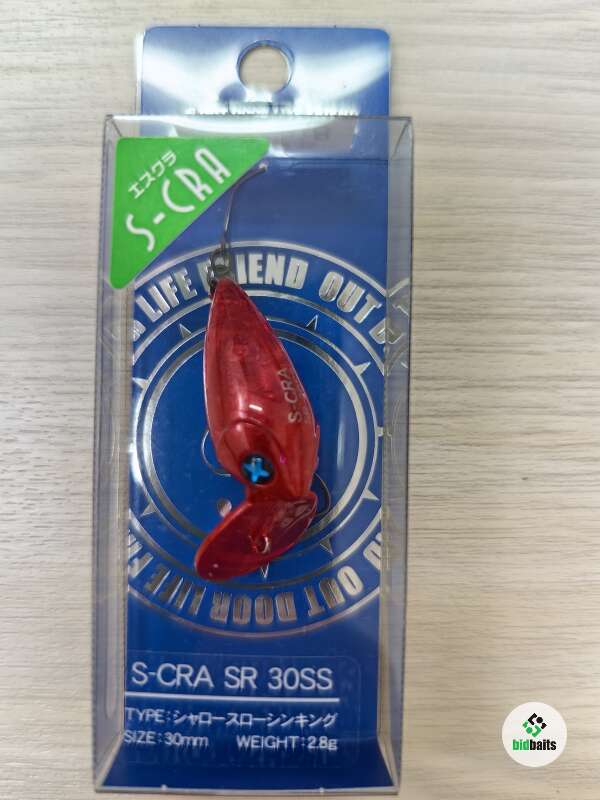 エスクラ
S-CRA
LIFE FRIEND OUT D
S-CRA
OUT DOOR LIFE FR
S-CRA SR 30SS
TYPE:シャロースローシンキング
SIZE:30mm WEIGHT:2.8g
bidbaits